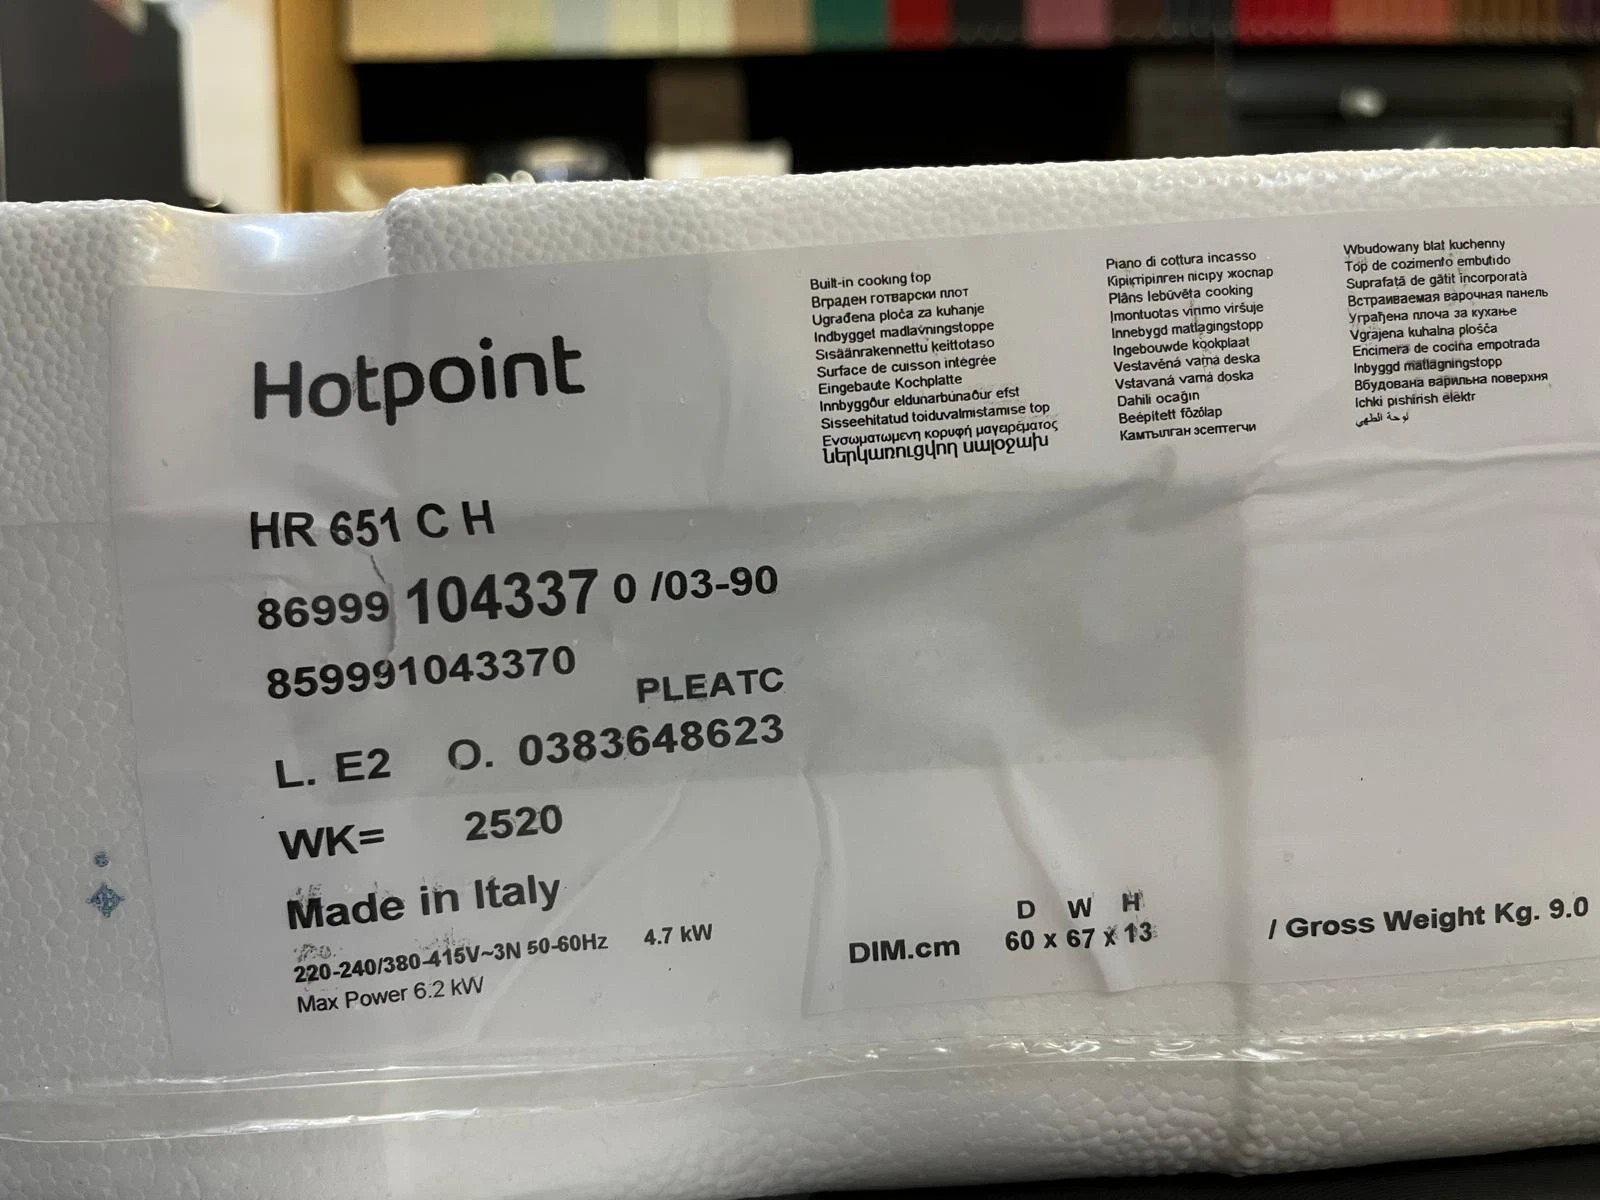 Hotpoint
HR 651 C H
86999 104337 0 /03-90
859991043370
PLEATC
L. E2 O. 0383648623
WK= 2520
Made in Italy
220-240/380-415V~3N 50-60Hz 4.7 kW
Max Power 6.2 kW
Built-in cooking top
Вграден готварски плот
Ugrađena ploča za kuhanje
Indbygget madlavningstoppe
Sisäänrakennettu keittotaso
Surface de cuisson intégrée
Eingebaute Kochplatte
Innbyggður eldunarbúnaður efst
Sisseehitatud toiduvalmistamise top
Ενσωματωμενη κορυφή μαγειρέματος
Ներկառուցվող սալօջախ
Piano di cottura incasso
Кіріктірілген пісіру жоспар
Plāns Iebūvēta cooking
Įmontuotas virimo viršuje
Innebygd matlagingstopp
Ingebouwde kookplaat
Vestavěná varná deska
Vstavaná varná doska
Dahili ocağın
Beépített főzőlap
Камтылган эсептегчи
Wbudowany blat kuchenny
Top de cozimento embutido
Suprafață de gătit încorporată
Встраиваемая варочная панель
Уграђена плоча за кухање
Vgrajena kuhalna plošča
Encimera de cocina empotrada
Inbyggd matlagningstopp
Вбудована варильна поверхня
Ichki pishirish elektr
لوحة الطهي
D W H
DIM.cm 60 x 67 x 13
/ Gross Weight Kg. 9.0